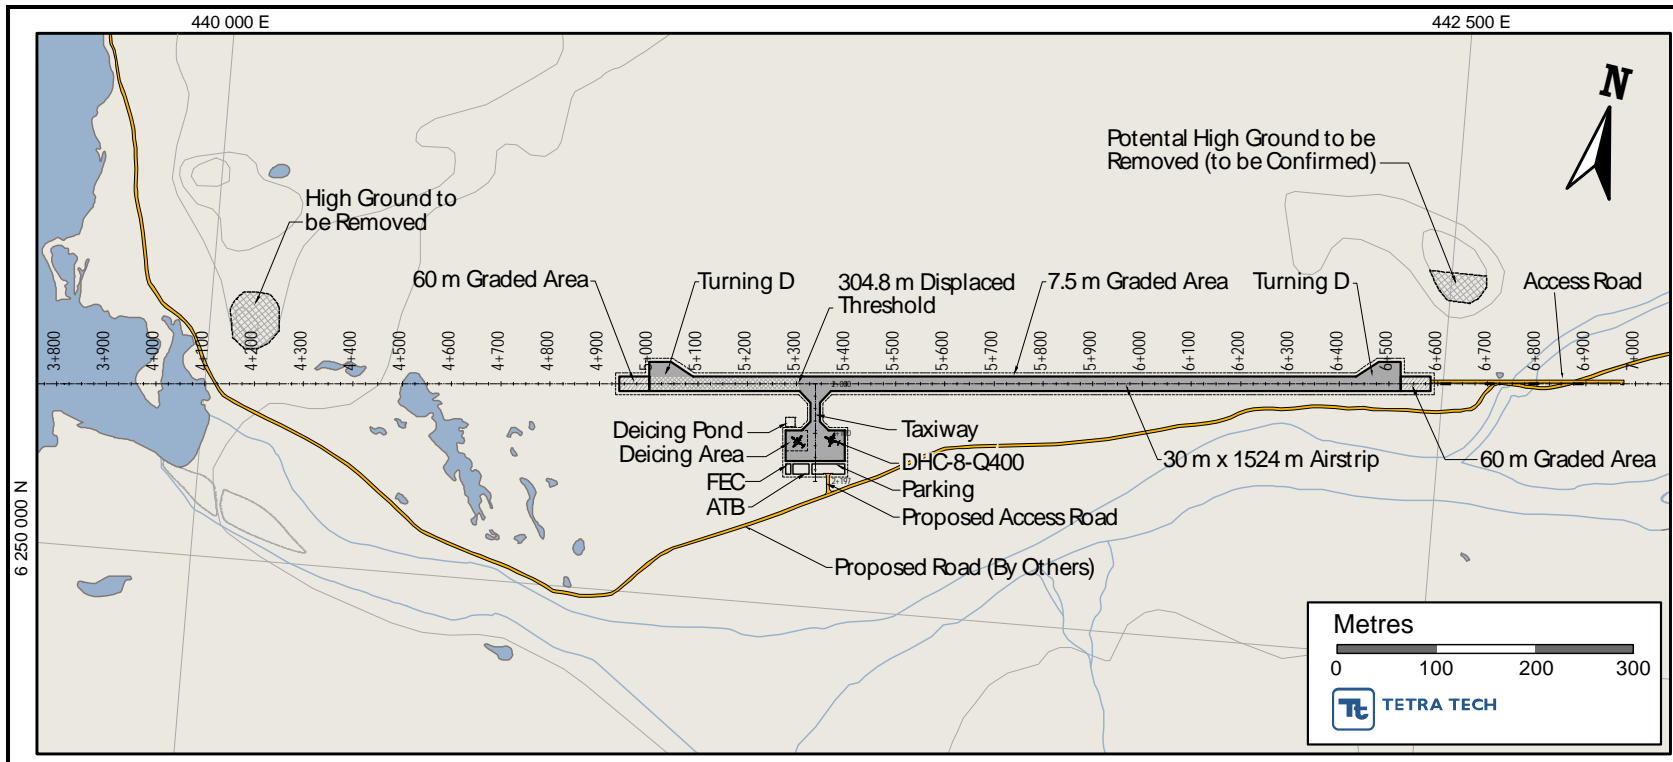 440 000 E
442 500 E
N
Potential High Ground to be
Removed (to be Confirmed)
High Ground to
be Removed
60 m Graded Area
Turning D
304.8 m Displaced
Threshold
7.5 m Graded Area
Turning D
Access Road
3+800
3+900
4+000
4+100
4+200
4+300
4+400
4+500
4+600
4+700
4+800
4+900
5+000
5+100
5+200
5+300
5+400
5+500
5+600
5+700
5+800
5+900
6+000
6+100
6+200
6+300
6+400
6+500
6+600
6+700
6+800
6+900
7+000
Deicing Pond
Deicing Area
Taxiway
DHC-8-Q400
30 m x 1524 m Airstrip
60 m Graded Area
FEC
ATB
2+197
Parking
Proposed Access Road
Proposed Road (By Others)
6 250 000 N
Metres
0 100 200 300
Tt TETRA TECH